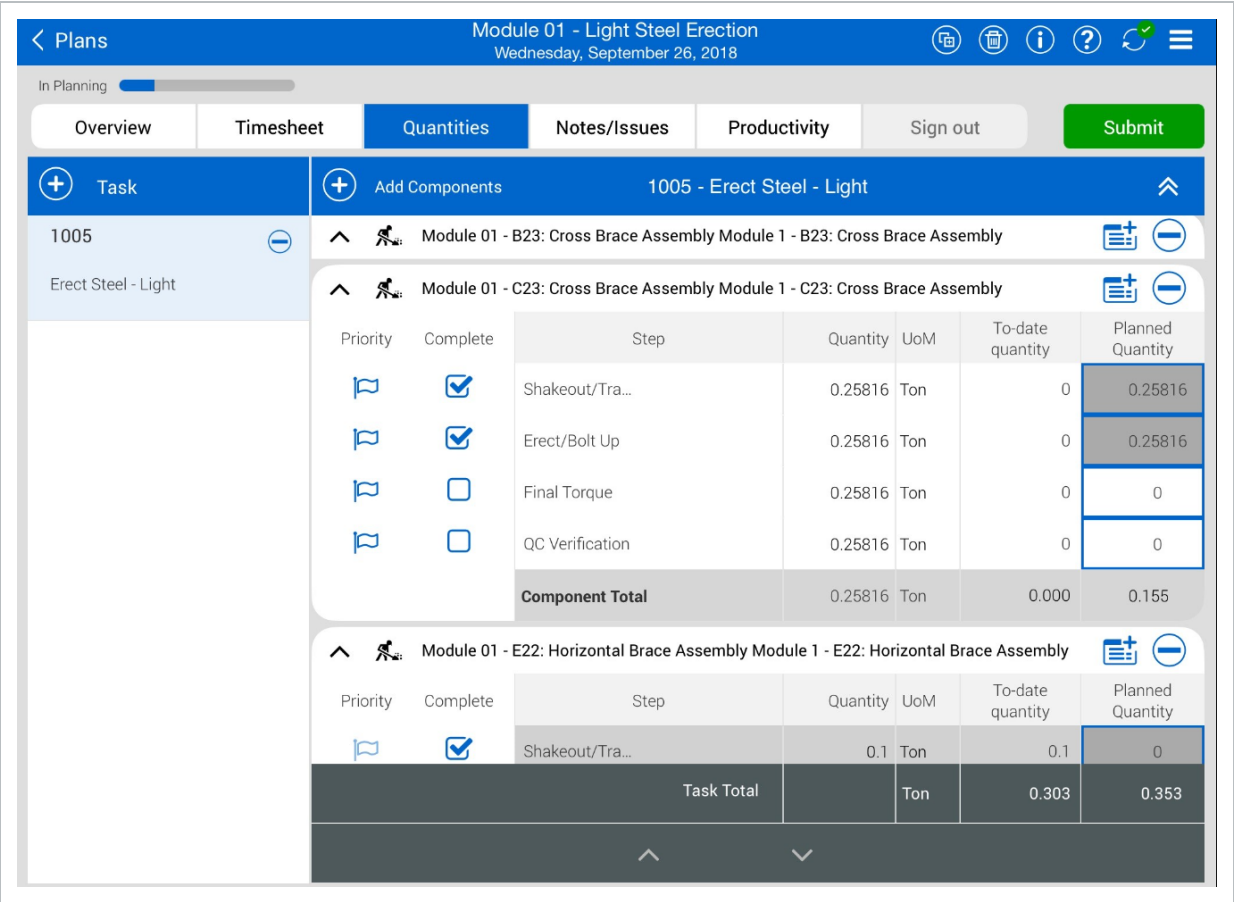 Plans
Module 01 - Light Steel Erection
Wednesday, September 26, 2018
In Planning
Overview Timesheet Quantities Notes/Issues Productivity Sign out Submit
Task
Add Components 1005 - Erect Steel - Light
1005
Erect Steel - Light
Module 01 - B23: Cross Brace Assembly Module 1 - B23: Cross Brace Assembly
Module 01 - C23: Cross Brace Assembly Module 1 - C23: Cross Brace Assembly
Priority Complete Step Quantity UoM To-date quantity Planned Quantity
Shakeout/Tra... 0.25816 Ton 0 0.25816
Erect/Bolt Up 0.25816 Ton 0 0.25816
Final Torque 0.25816 Ton 0 0
QC Verification 0.25816 Ton 0 0
Component Total 0.25816 Ton 0.000 0.155
Module 01 - E22: Horizontal Brace Assembly Module 1 - E22: Horizontal Brace Assembly
Priority Complete Step Quantity UoM To-date quantity Planned Quantity
Shakeout/Tra... 0.1 Ton 0.1 0
Task Total Ton 0.303 0.353